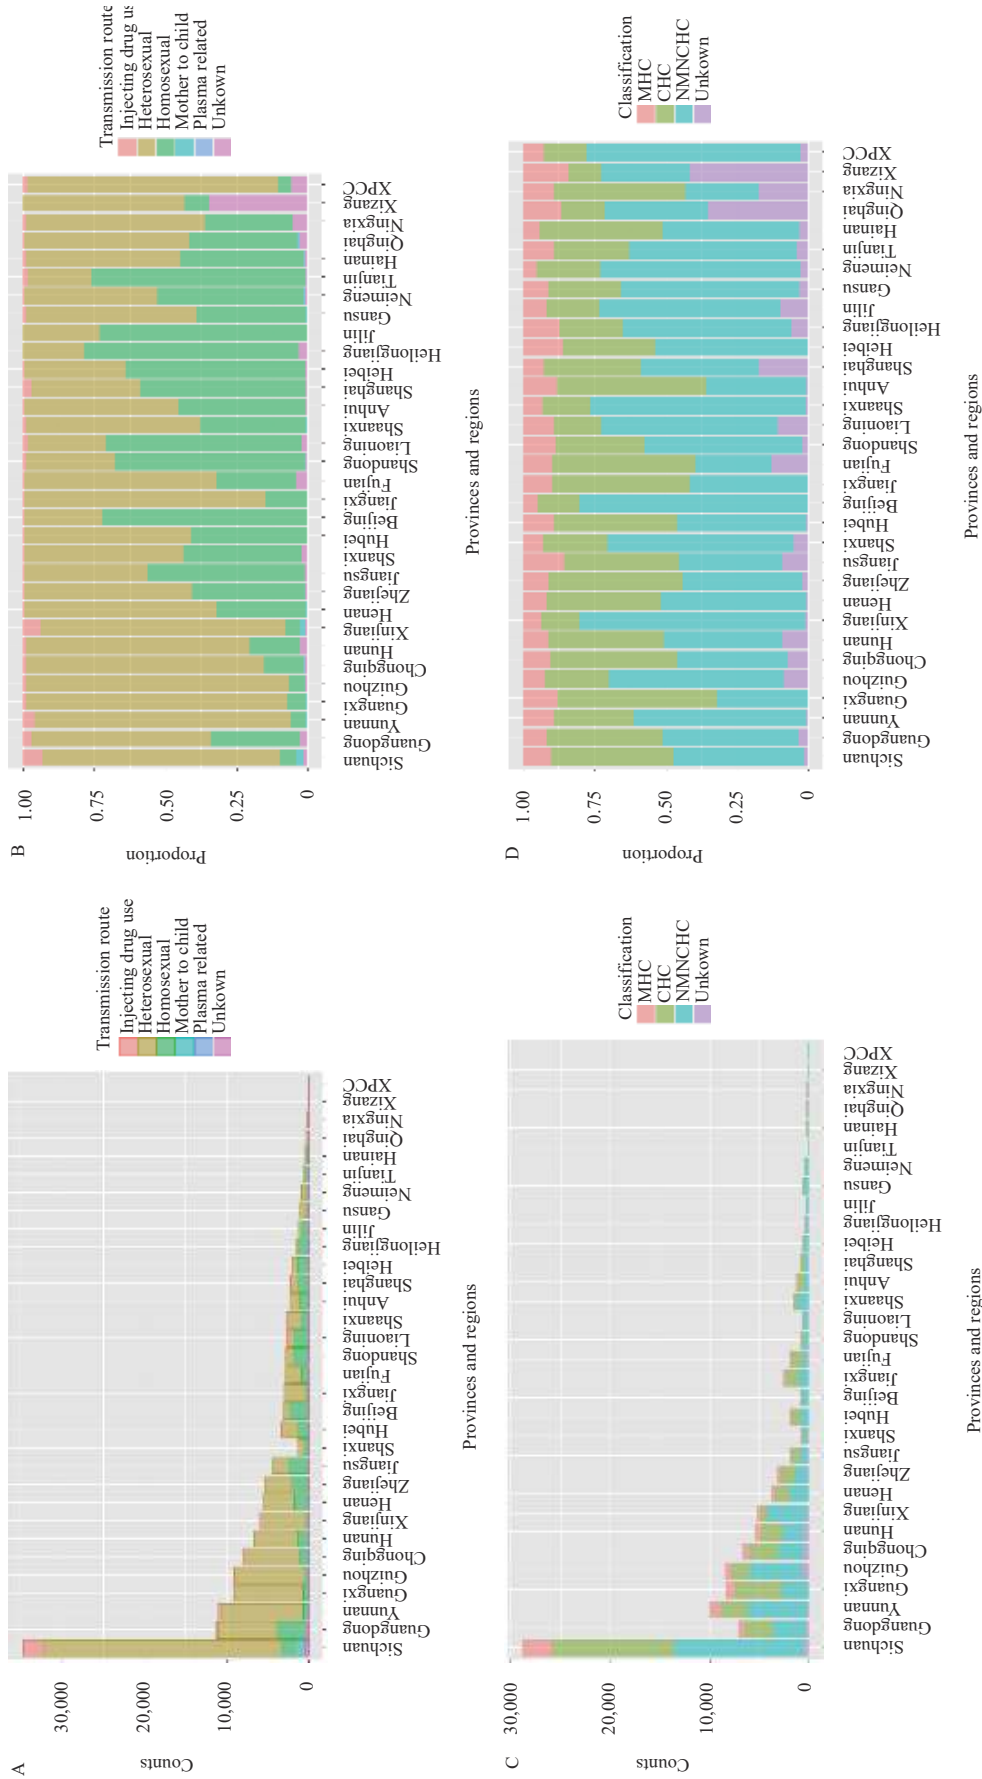 A
Counts
30,000
20,000
10,000
0
Sichuan
Guangdong
Yunnan
Guangxi
Guizhou
Chongqing
Hunan
Xinjiang
Henan
Zhejiang
Jiangsu
Shanxi
Hubei
Beijing
Jiangxi
Fujian
Shandong
Liaoning
Shaanxi
Anhui
Shanghai
Heibei
Heilongjiang
Jilin
Gansu
Neimeng
Tianjin
Hainan
Qinghai
Ningxia
Xizang
XPCC
Provinces and regions
Transmission route
Injecting drug use
Heterosexual
Homosexual
Mother to child
Plasma related
Unkown
B
Proportion
1.00
0.75
0.50
0.25
0
Sichuan
Guangdong
Yunnan
Guangxi
Guizhou
Chongqing
Hunan
Xinjiang
Henan
Zhejiang
Jiangsu
Shanxi
Hubei
Beijing
Jiangxi
Fujian
Shandong
Liaoning
Shaanxi
Anhui
Shanghai
Heibei
Heilongjiang
Jilin
Gansu
Neimeng
Tianjin
Hainan
Qinghai
Ningxia
Xizang
XPCC
Provinces and regions
Transmission route
Injecting drug us
Heterosexual
Homosexual
Mother to child
Plasma related
Unkown
C
Counts
30,000
20,000
10,000
0
Sichuan
Guangdong
Yunnan
Guangxi
Guizhou
Chongqing
Hunan
Xinjiang
Henan
Zhejiang
Jiangsu
Shanxi
Hubei
Beijing
Jiangxi
Fujian
Shandong
Liaoning
Shaanxi
Anhui
Shanghai
Heibei
Heilongjiang
Jilin
Gansu
Neimeng
Tianjin
Hainan
Qinghai
Ningxia
Xizang
XPCC
Provinces and regions
Classification
MHC
CHC
NMNCHC
Unkown
D
Proportion
1.00
0.75
0.50
0.25
0
Sichuan
Guangdong
Yunnan
Guangxi
Guizhou
Chongqing
Hunan
Xinjiang
Henan
Zhejiang
Jiangsu
Shanxi
Hubei
Beijing
Jiangxi
Fujian
Shandong
Liaoning
Shaanxi
Anhui
Shanghai
Heibei
Heilongjiang
Jilin
Gansu
Neimeng
Tianjin
Hainan
Qinghai
Ningxia
Xizang
XPCC
Provinces and regions
Classification
MHC
CHC
NMNCHC
Unkown